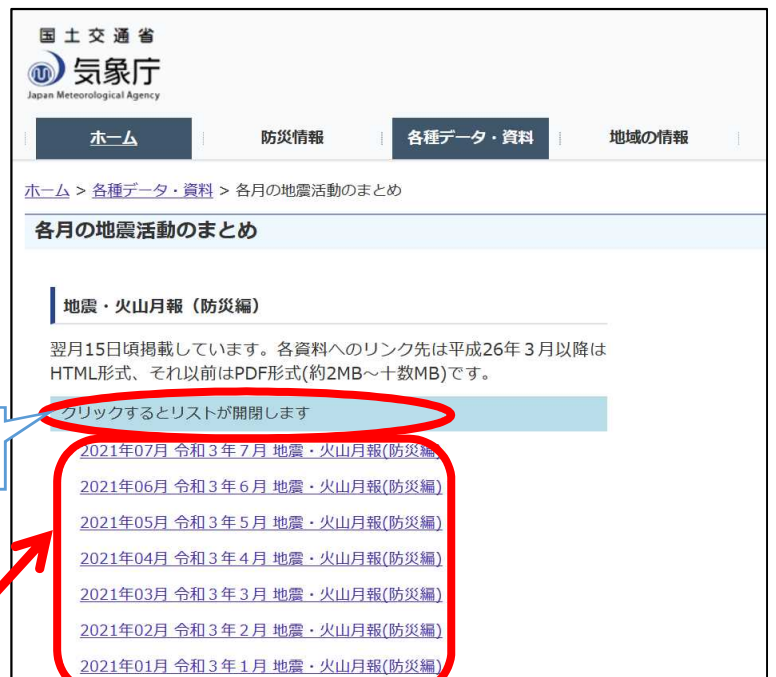 国土交通省
気象庁
Japan Meteorological Agency
ホーム 防災情報 各種データ・資料 地域の情報
ホーム > 各種データ・資料 > 各月の地震活動のまとめ
各月の地震活動のまとめ
地震・火山月報（防災編）
翌月15日頃掲載しています。各資料へのリンク先は平成26年３月以降は
HTML形式、それ以前はPDF形式(約2MB～十数MB)です。
クリックするとリストが開閉します
2021年07月 令和３年７月 地震・火山月報(防災編)
2021年06月 令和３年６月 地震・火山月報(防災編)
2021年05月 令和３年５月 地震・火山月報(防災編)
2021年04月 令和３年４月 地震・火山月報(防災編)
2021年03月 令和３年３月 地震・火山月報(防災編)
2021年02月 令和３年２月 地震・火山月報(防災編)
2021年01月 令和３年１月 地震・火山月報(防災編)